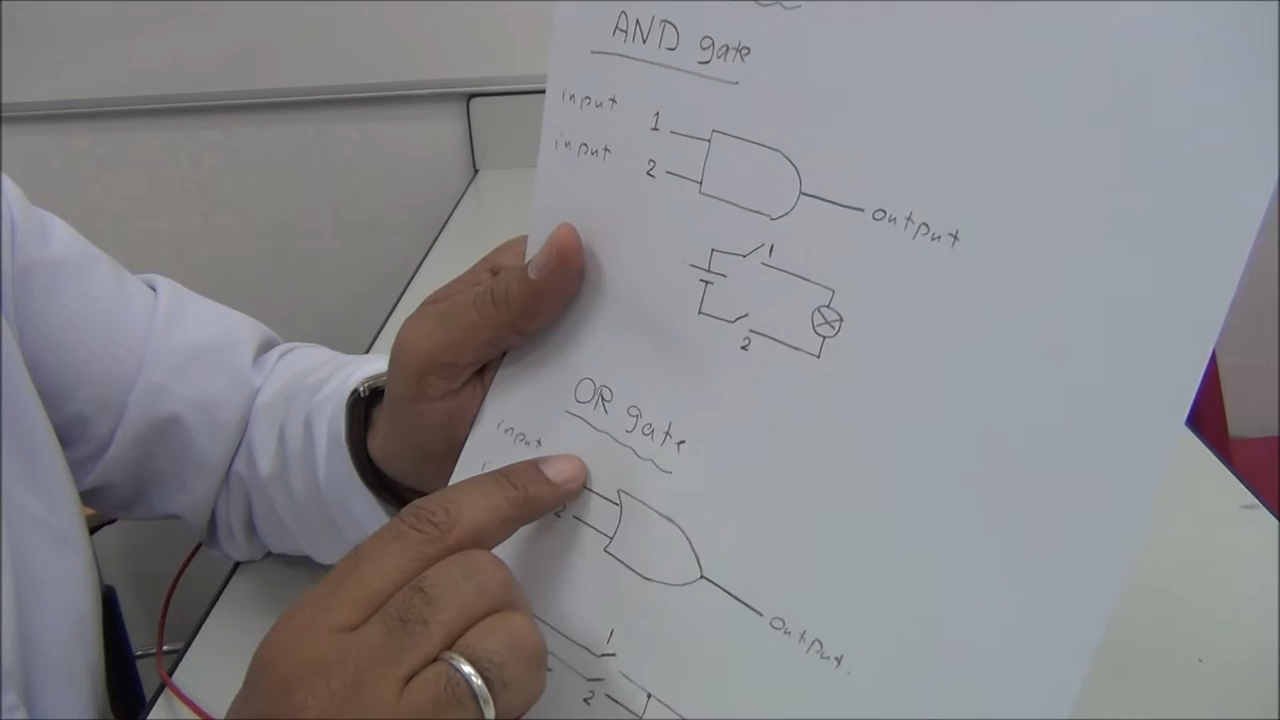 AND gate
input 1
input 2
output
1
2
OR gate
input
2
output.
1
2